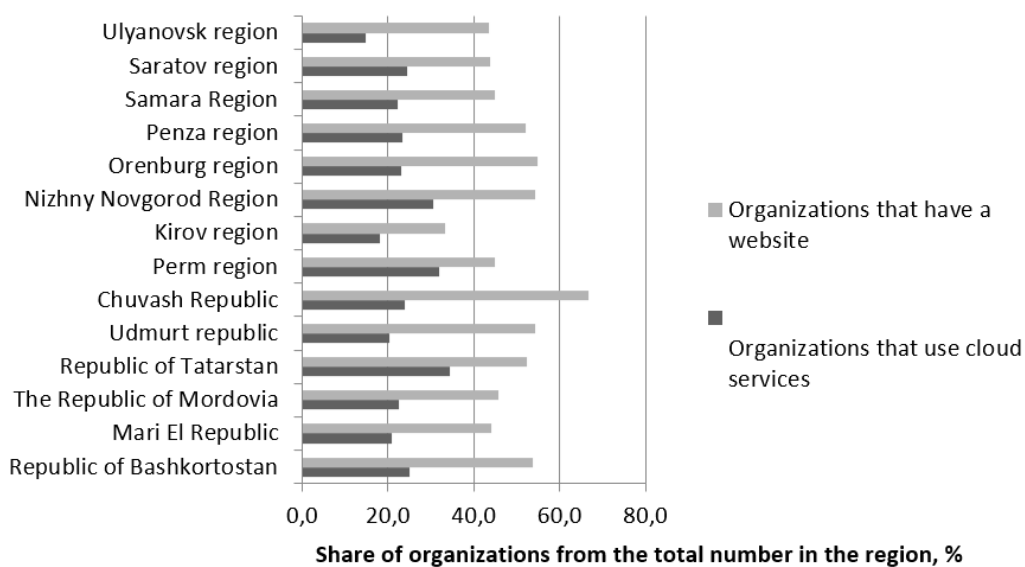 Ulyanovsk region
Saratov region
Samara Region
Penza region
Orenburg region
Nizhny Novgorod Region
Kirov region
Perm region
Chuvash Republic
Udmurt republic
Republic of Tatarstan
The Republic of Mordovia
Mari El Republic
Republic of Bashkortostan
0,0 20,0 40,0 60,0 80,0
Share of organizations from the total number in the region, %
Organizations that have a
website
Organizations that use cloud
services